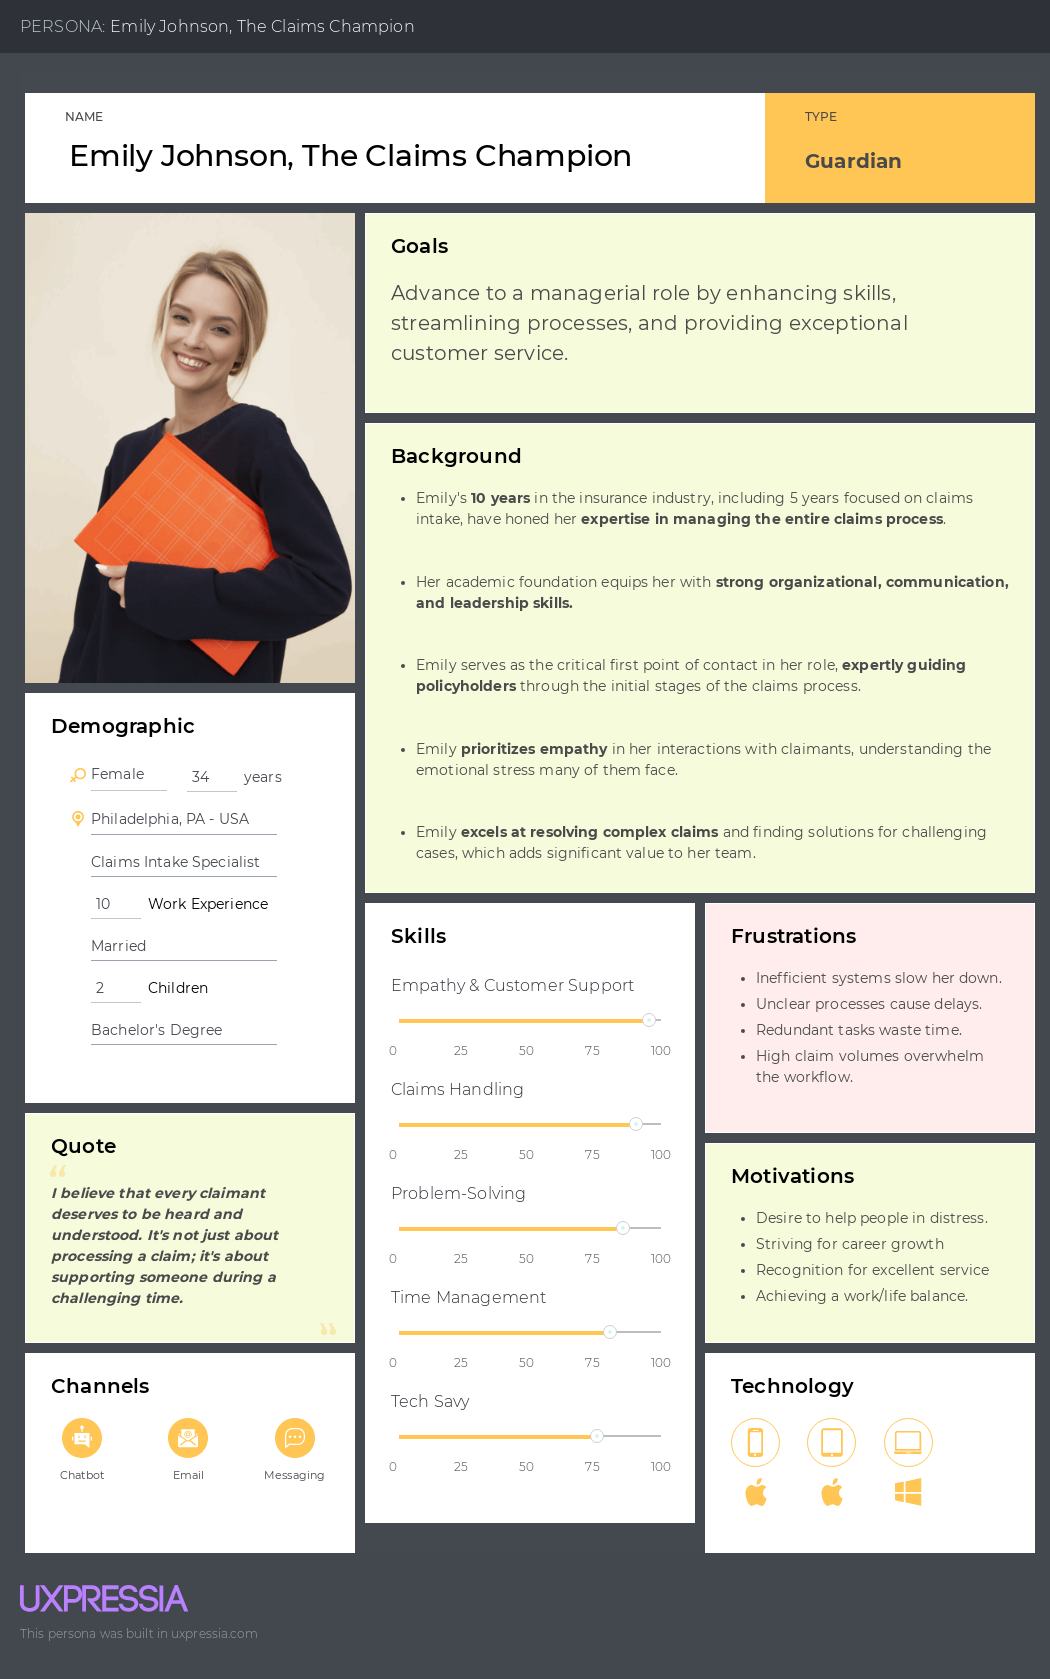 PERSONA: Emily Johnson, The Claims Champion
NAME
Emily Johnson, The Claims Champion
TYPE
Guardian
Goals
Advance to a managerial role by enhancing skills,
streamlining processes, and providing exceptional
customer service.
Background
• Emily's 10 years in the insurance industry, including 5 years focused on claims
intake, have honed her expertise in managing the entire claims process.
• Her academic foundation equips her with strong organizational, communication,
and leadership skills.
• Emily serves as the critical first point of contact in her role, expertly guiding
policyholders through the initial stages of the claims process.
• Emily prioritizes empathy in her interactions with claimants, understanding the
emotional stress many of them face.
• Emily excels at resolving complex claims and finding solutions for challenging
cases, which adds significant value to her team.
Demographic
Female 34 years
Philadelphia, PA - USA
Claims Intake Specialist
10 Work Experience
Married
2 Children
Bachelor's Degree
Quote
“
I believe that every claimant
deserves to be heard and
understood. It's not just about
processing a claim; it's about
supporting someone during a
challenging time.
”
Skills
Empathy & Customer Support
0 25 50 75 100
Claims Handling
0 25 50 75 100
Problem-Solving
0 25 50 75 100
Time Management
0 25 50 75 100
Tech Savy
0 25 50 75 100
Frustrations
• Inefficient systems slow her down.
• Unclear processes cause delays.
• Redundant tasks waste time.
• High claim volumes overwhelm
the workflow.
Motivations
• Desire to help people in distress.
• Striving for career growth
• Recognition for excellent service
• Achieving a work/life balance.
Channels
Chatbot Email Messaging
Technology
UXPRESSIA
This persona was built in uxpressia.com